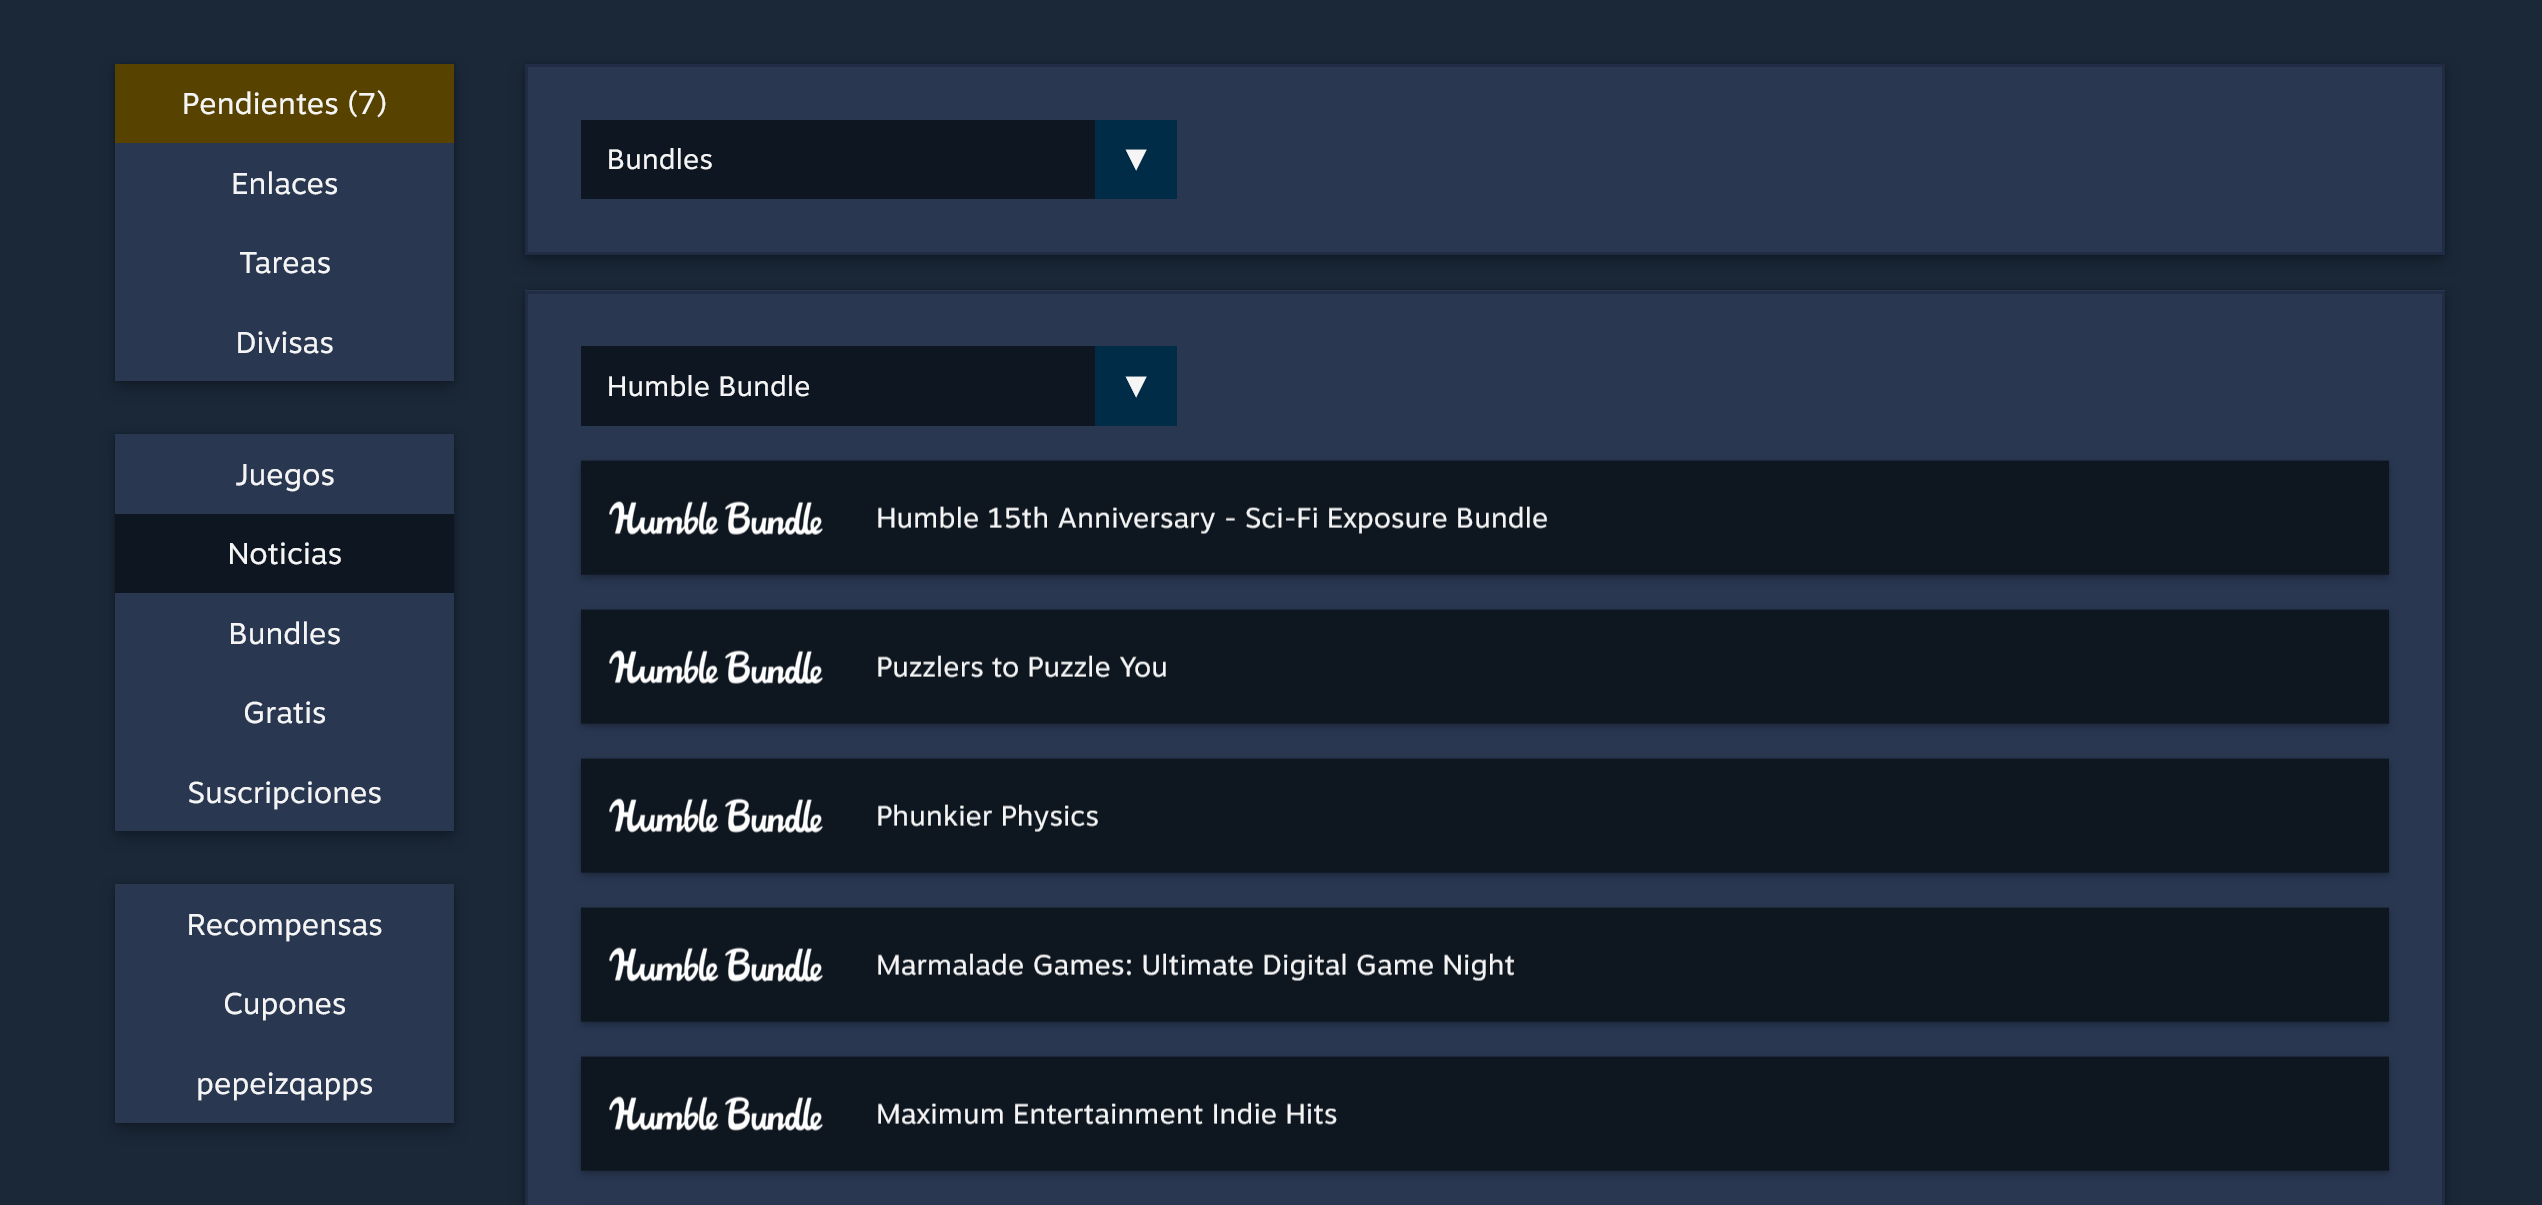 Pendientes (7)
Enlaces
Tareas
Divisas
Juegos
Noticias
Bundles
Gratis
Suscripciones
Recompensas
Cupones
pepeizqapps
Bundles
Humble Bundle
Humble Bundle Humble 15th Anniversary - Sci-Fi Exposure Bundle
Humble Bundle Puzzlers to Puzzle You
Humble Bundle Phunkier Physics
Humble Bundle Marmalade Games: Ultimate Digital Game Night
Humble Bundle Maximum Entertainment Indie Hits